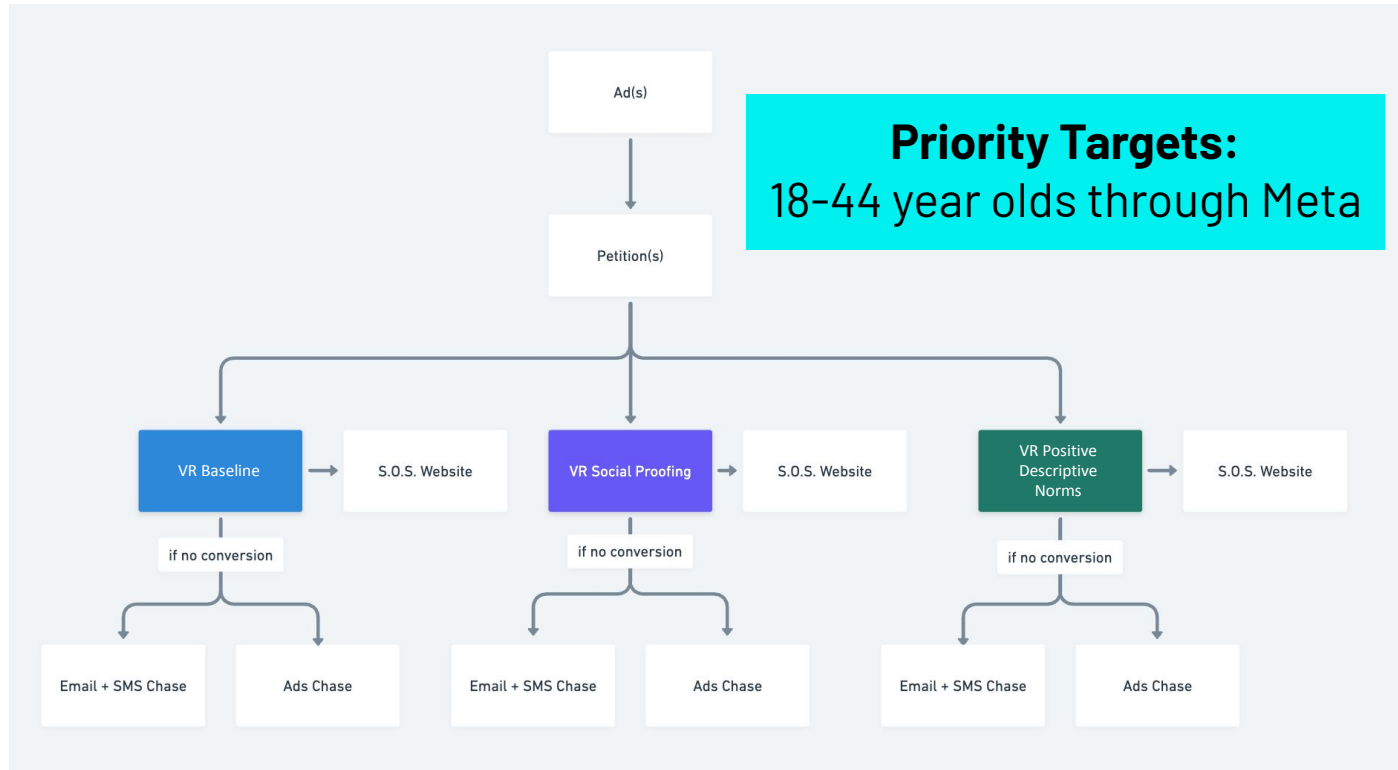 Ad(s)
Priority Targets:
18-44 year olds through Meta
Petition(s)
VR Baseline
S.O.S. Website
VR Social Proofing
S.O.S. Website
VR Positive
Descriptive
Norms
S.O.S. Website
if no conversion
if no conversion
if no conversion
Email + SMS Chase
Ads Chase
Email + SMS Chase
Ads Chase
Email + SMS Chase
Ads Chase